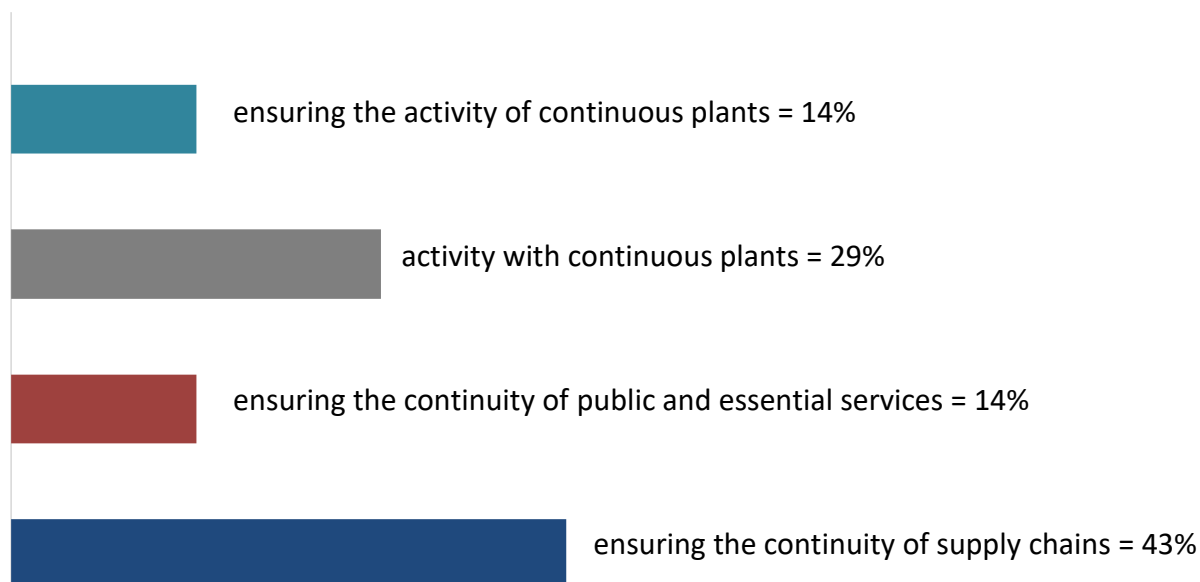 ensuring the activity of continuous plants = 14%
activity with continuous plants = 29%
ensuring the continuity of public and essential services = 14%
ensuring the continuity of supply chains = 43%